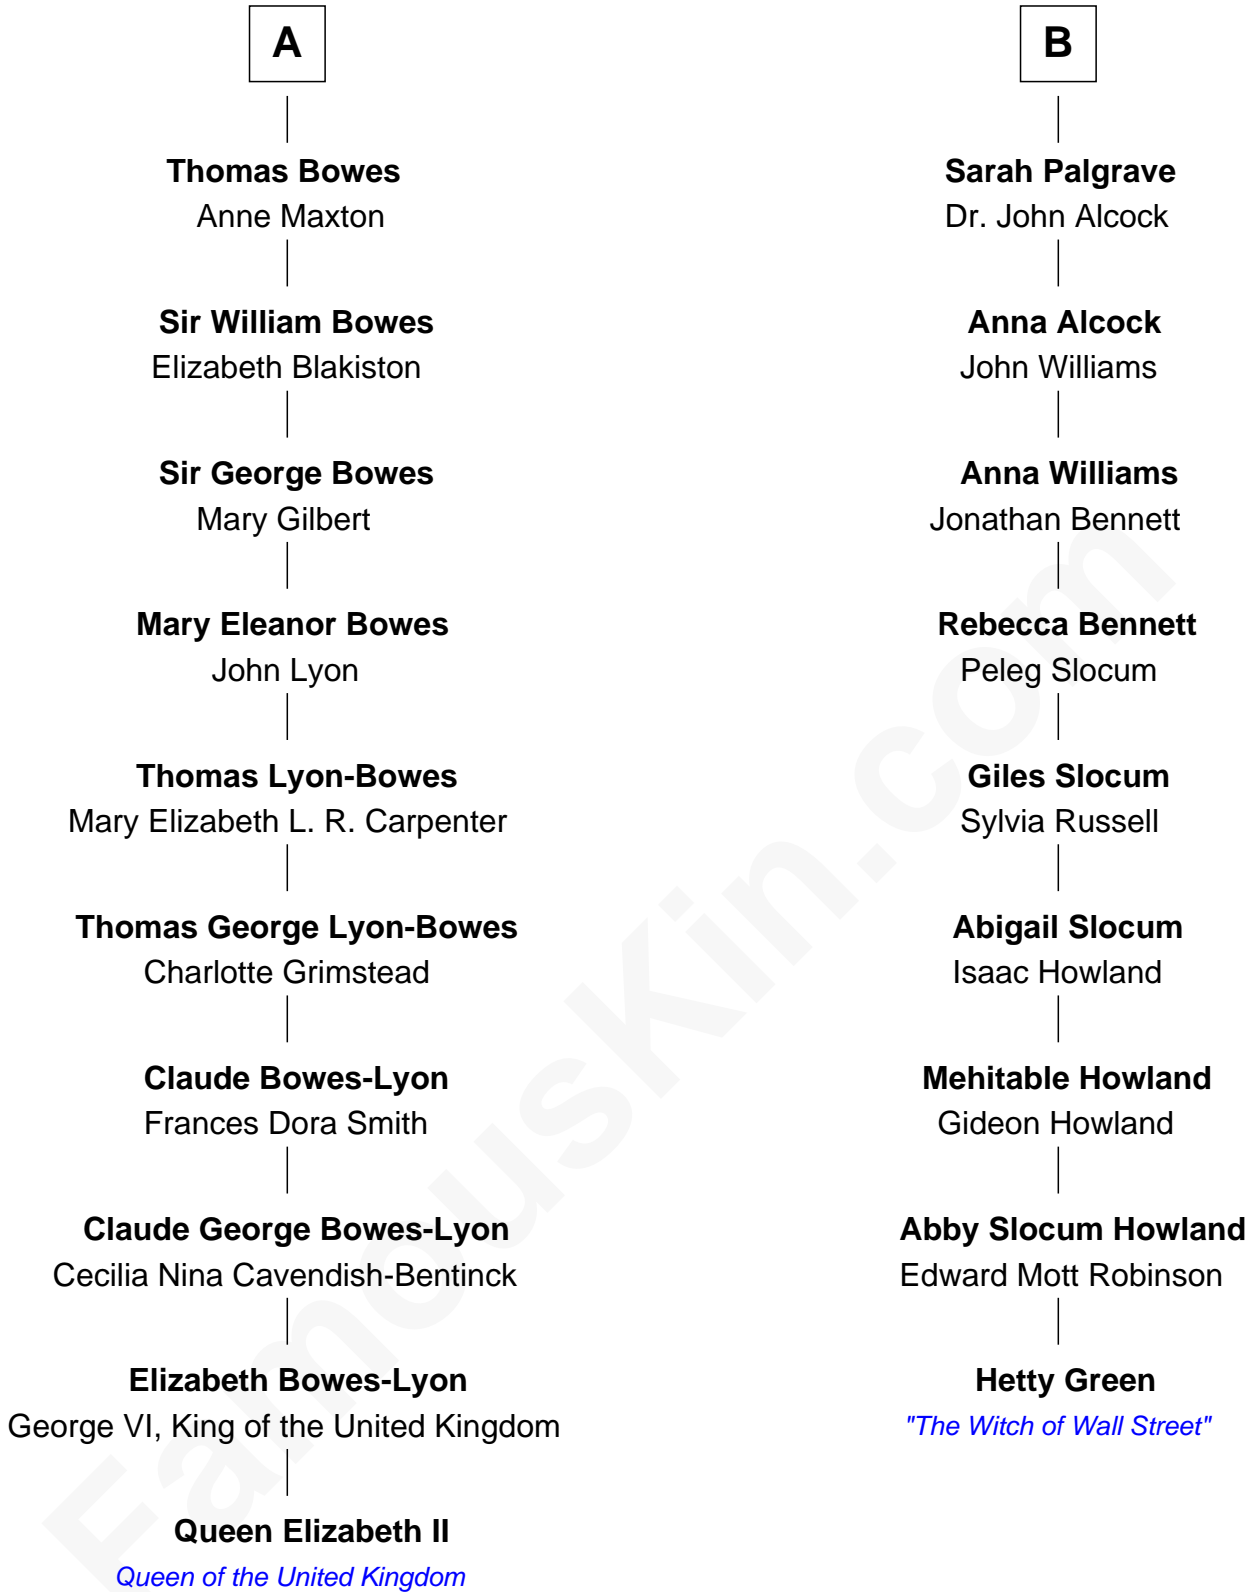 A
Thomas Bowes
Anne Maxton
Sir William Bowes
Elizabeth Blakiston
Sir George Bowes
Mary Gilbert
Mary Eleanor Bowes
John Lyon
Thomas Lyon-Bowes
Mary Elizabeth L. R. Carpenter
Thomas George Lyon-Bowes
Charlotte Grimstead
Claude Bowes-Lyon
Frances Dora Smith
Claude George Bowes-Lyon
Cecilia Nina Cavendish-Bentinck
Elizabeth Bowes-Lyon
George VI, King of the United Kingdom
Queen Elizabeth II
Queen of the United Kingdom
B
Sarah Palgrave
Dr. John Alcock
Anna Alcock
John Williams
Anna Williams
Jonathan Bennett
Rebecca Bennett
Peleg Slocum
Giles Slocum
Sylvia Russell
Abigail Slocum
Isaac Howland
Mehitable Howland
Gideon Howland
Abby Slocum Howland
Edward Mott Robinson
Hetty Green
"The Witch of Wall Street"
FamousKin.com